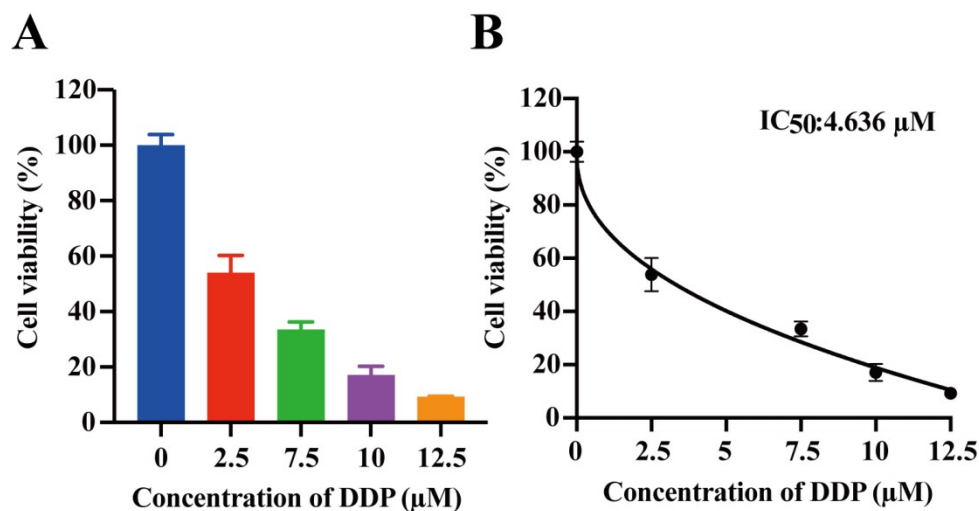 A
120
100
80
60
40
20
0
Cell viability (%)
0 2.5 7.5 10 12.5
Concentration of DDP (μM)
B
IC50:4.636 μM
120
100
80
60
40
20
0
Cell viability (%)
0 2.5 5 7.5 10 12.5
Concentration of DDP (μM)